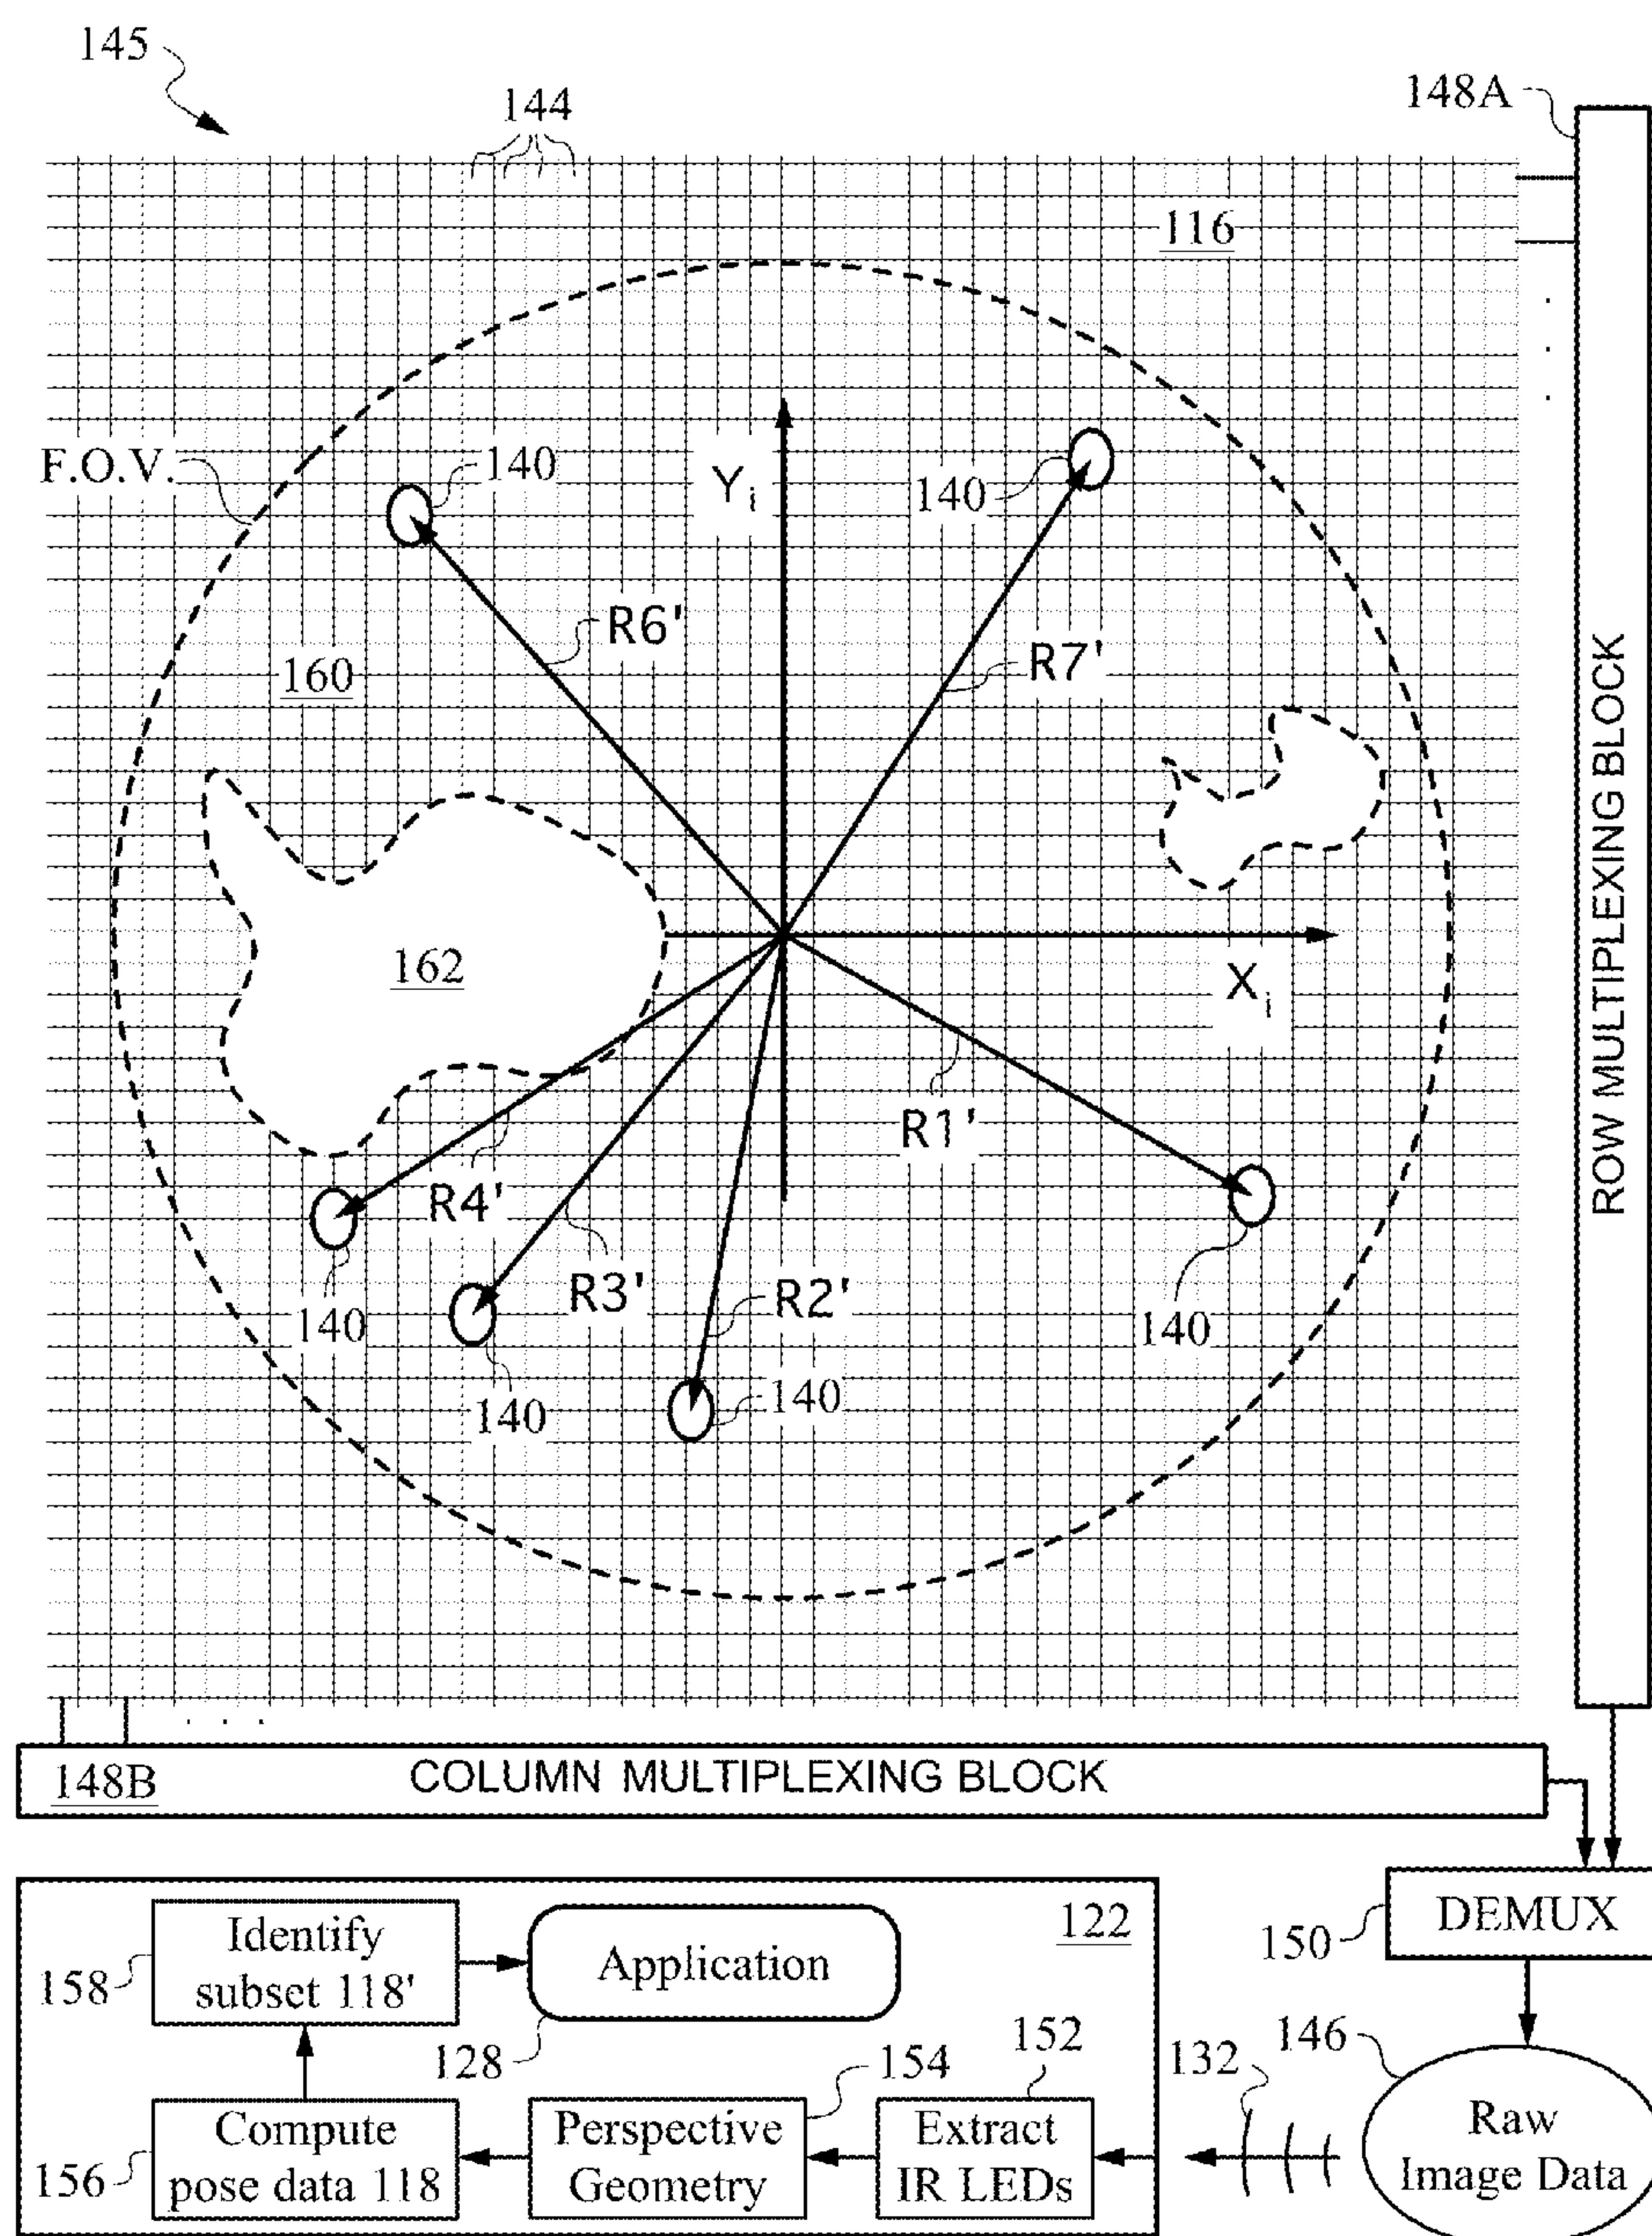 145
144
148A
116
F.O.V.
140
Yi
140
R6'
R7'
160
ROW MULTIPLEXING BLOCK
162
Xi
R1'
R4'
R3'
R2'
140
140
140
140
148B
COLUMN MULTIPLEXING BLOCK
122
DEMUX
150
Identify
subset 118'
158
Application
128
154
152
132
146
Compute
pose data 118
156
Perspective
Geometry
Extract
IR LEDs
Raw
Image Data